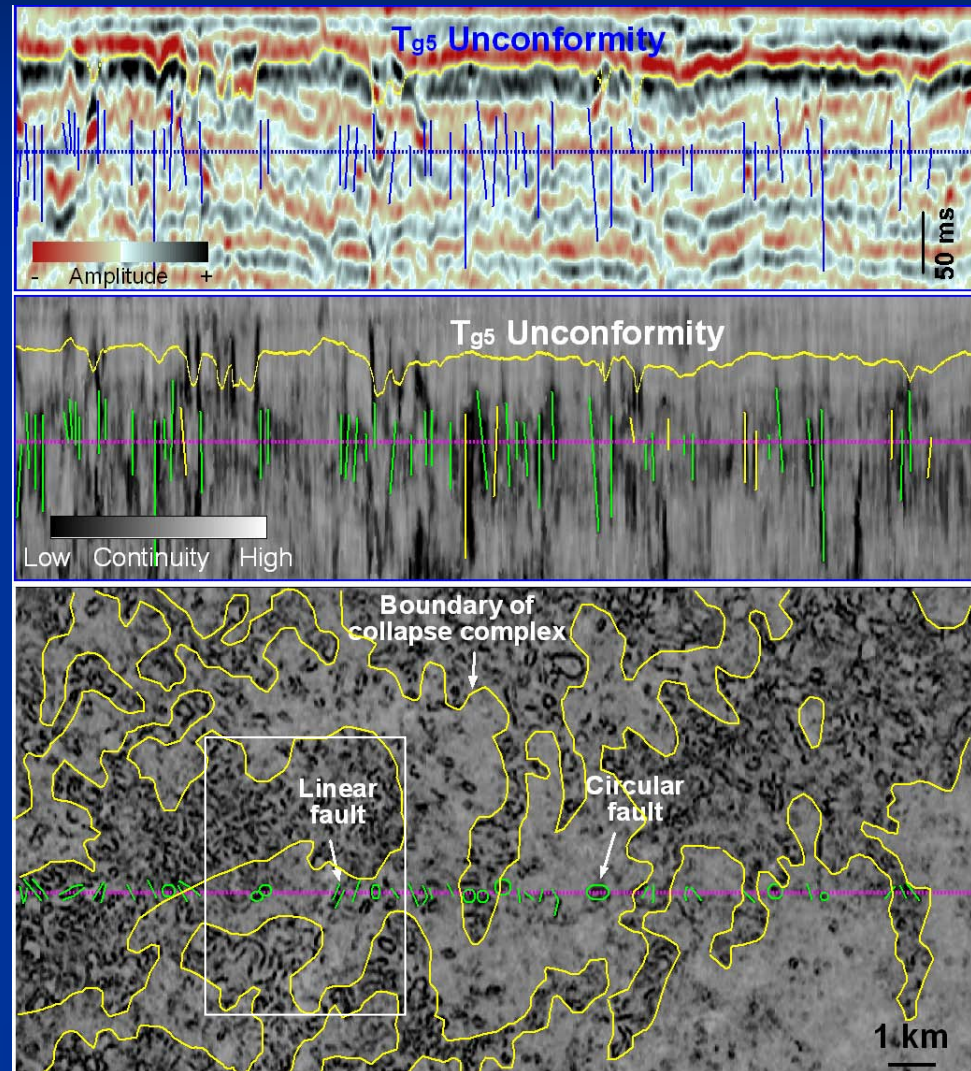 Tg5 Unconformity
- Amplitude +
50 ms
Tg5 Unconformity
Low Continuity High
Boundary of
collapse complex
Linear
fault
Circular
fault
1 km